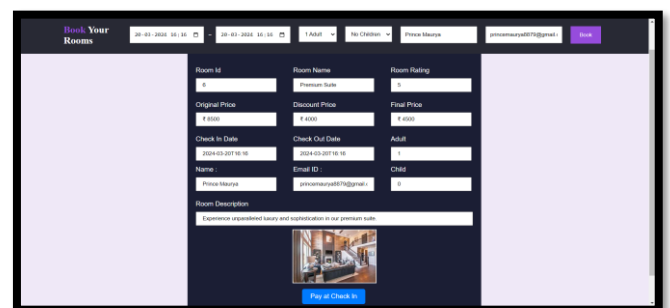 Book Your
Rooms
20-03-2024 16:16 - 20-03-2024 16:16 1 Adult No Children Prince Maurya princemaurya8879@gmail.c Book
Room Id Room Name Room Rating
6 Premium Suite 5
Original Price Discount Price Final Price
₹ 8500 ₹ 4000 ₹ 4500
Check In Date Check Out Date Adult
2024-03-20T16:16 2024-03-20T16:16 1
Name : Email ID : Child
Prince Maurya princemaurya8879@gmail.c 0
Room Description
Experience unparalleled luxury and sophistication in our premium suite.
Pay at Check In